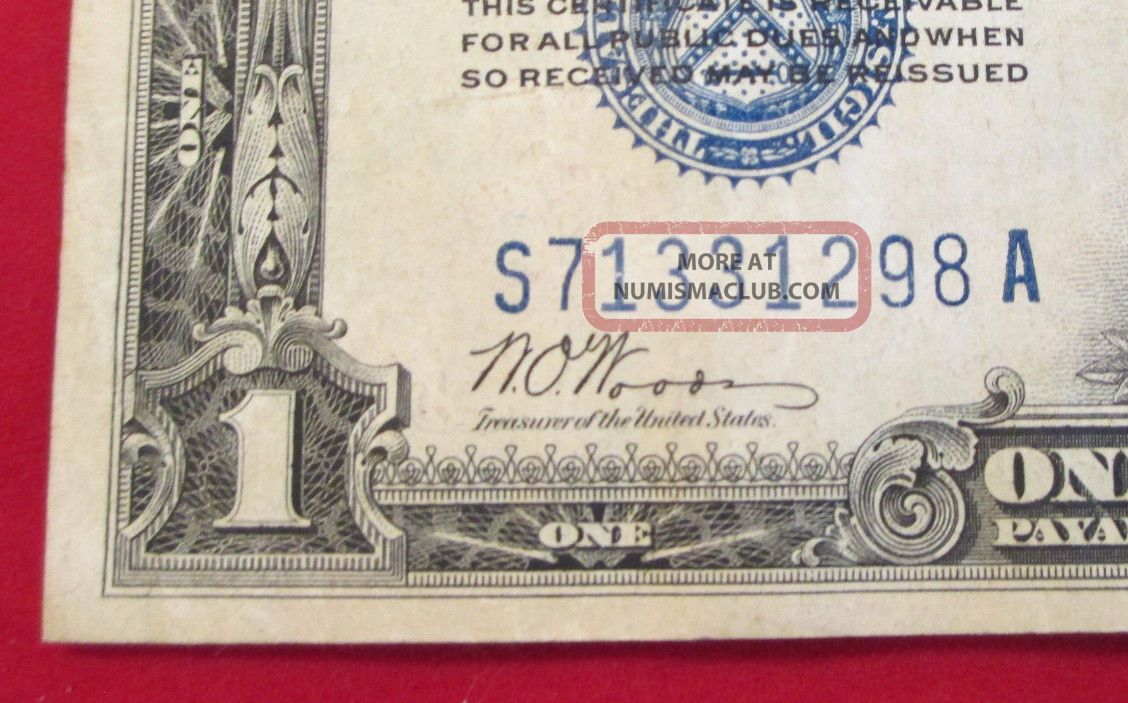 THIS CERTIFICATE IS RECEIVABLE
FOR ALL PUBLIC DUES AND WHEN
SO RECEIVED MAY BE REISSUED
ONE
S71331298A
MORE AT
NUMISMACLUB.COM
W.O. Woods
Treasurer of the United States.
1
ONE
ONE